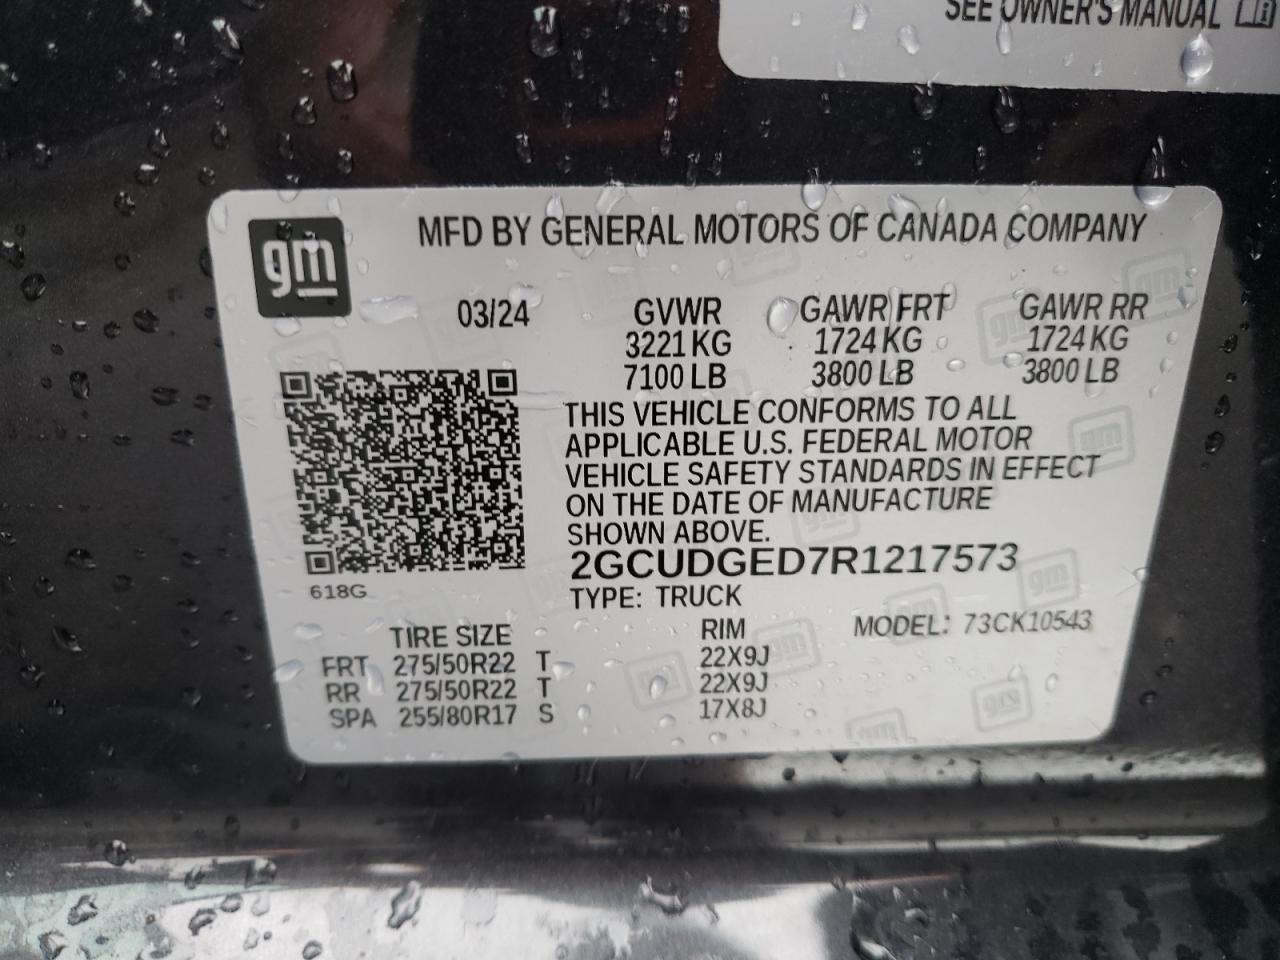 SEE OWNER'S MANUAL
gm
MFD BY GENERAL MOTORS OF CANADA COMPANY
03/24 GVWR GAWR FRT GAWR RR
3221 KG 1724 KG 1724 KG
7100 LB 3800 LB 3800 LB
THIS VEHICLE CONFORMS TO ALL
APPLICABLE U.S. FEDERAL MOTOR
VEHICLE SAFETY STANDARDS IN EFFECT
ON THE DATE OF MANUFACTURE
SHOWN ABOVE.
2GCUDGED7R1217573
618G
TYPE: TRUCK
TIRE SIZE RIM MODEL: 73CK10543
FRT 275/50R22 T 22X9J
RR 275/50R22 T 22X9J
SPA 255/80R17 S 17X8J